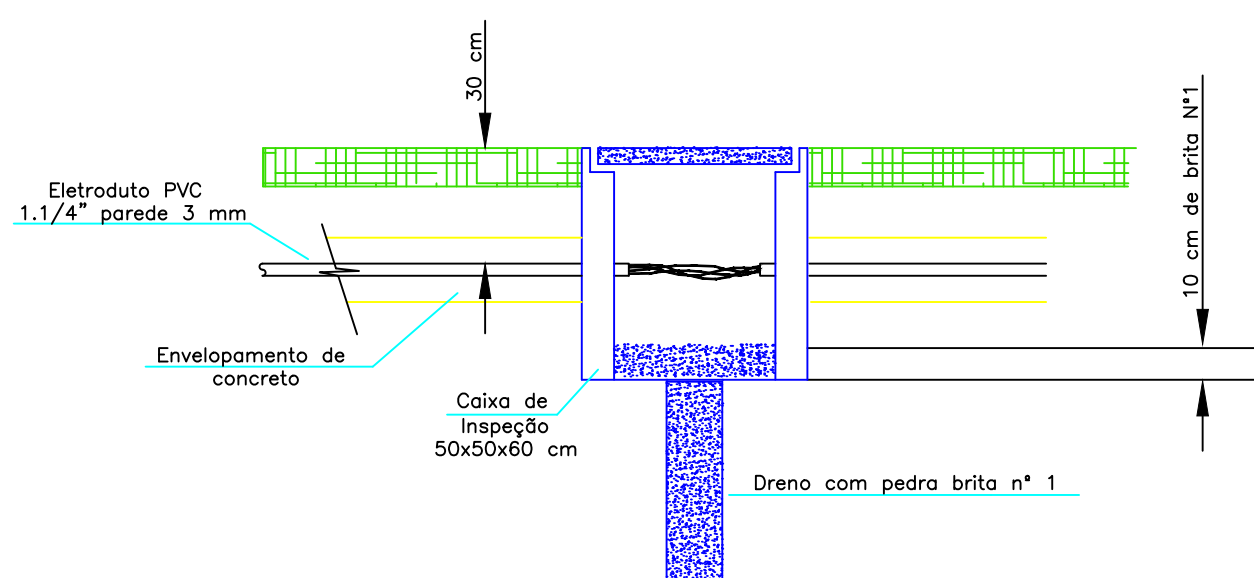 30 cm
10 cm de brita N°1
Eletroduto PVC
1.1/4” parede 3 mm
Envelopamento de
concreto
Caixa de
Inspeção
50x50x60 cm
Dreno com pedra brita nª 1